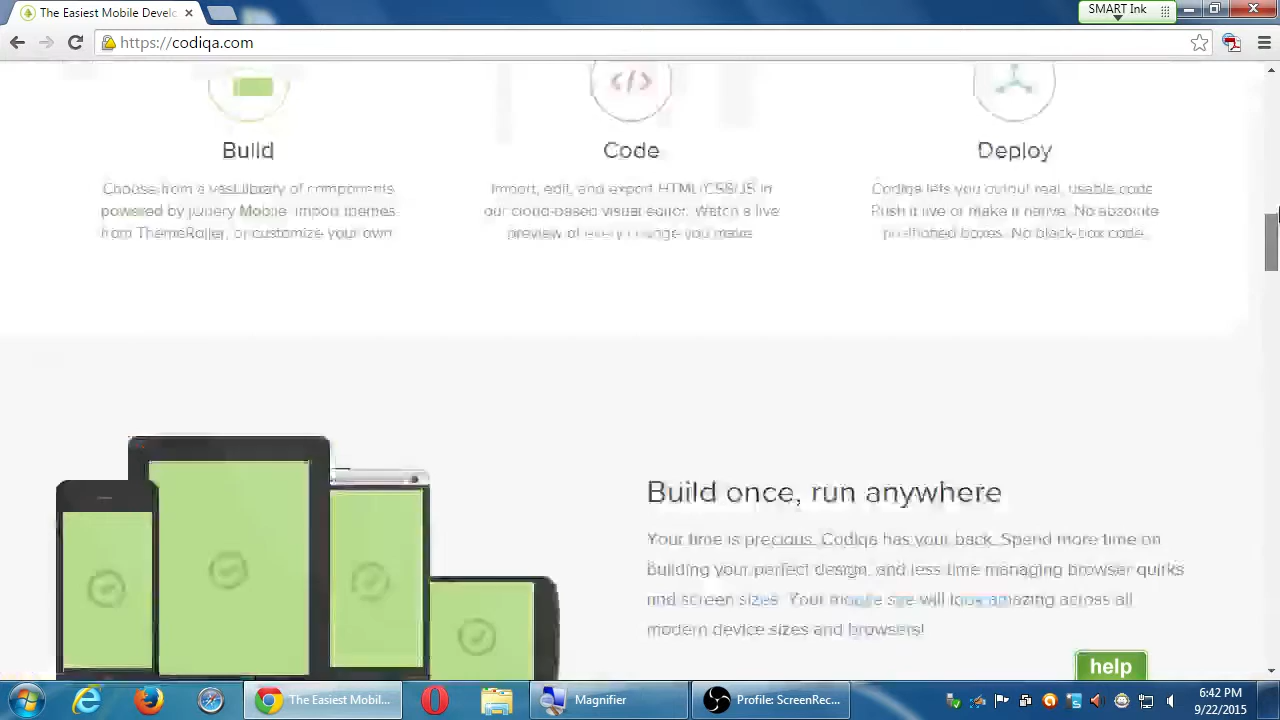 The Easiest Mobile Develc
SMART Ink
https://codiqa.com
</>
Build
Code
Deploy
Choose from a vast library of components
powered by jQuery Mobile. Import themes
from ThemeRoller, or customize your own.
Import, edit, and export HTML/CSS/JS in
our cloud-based visual editor. Watch a live
preview of every change you make.
Codiqa lets you output real, usable code.
Push it live or make it native. No absolute
positioned boxes. No black-box code.
Build once, run anywhere
Your time is precious. Codiqa has your back. Spend more time on
building your perfect design, and less time managing browser quirks
and screen sizes. Your mobile site will look amazing across all
modern device sizes and browsers!
help
The Easiest Mobil...
Magnifier
Profile: ScreenRec...
6:42 PM
9/22/2015